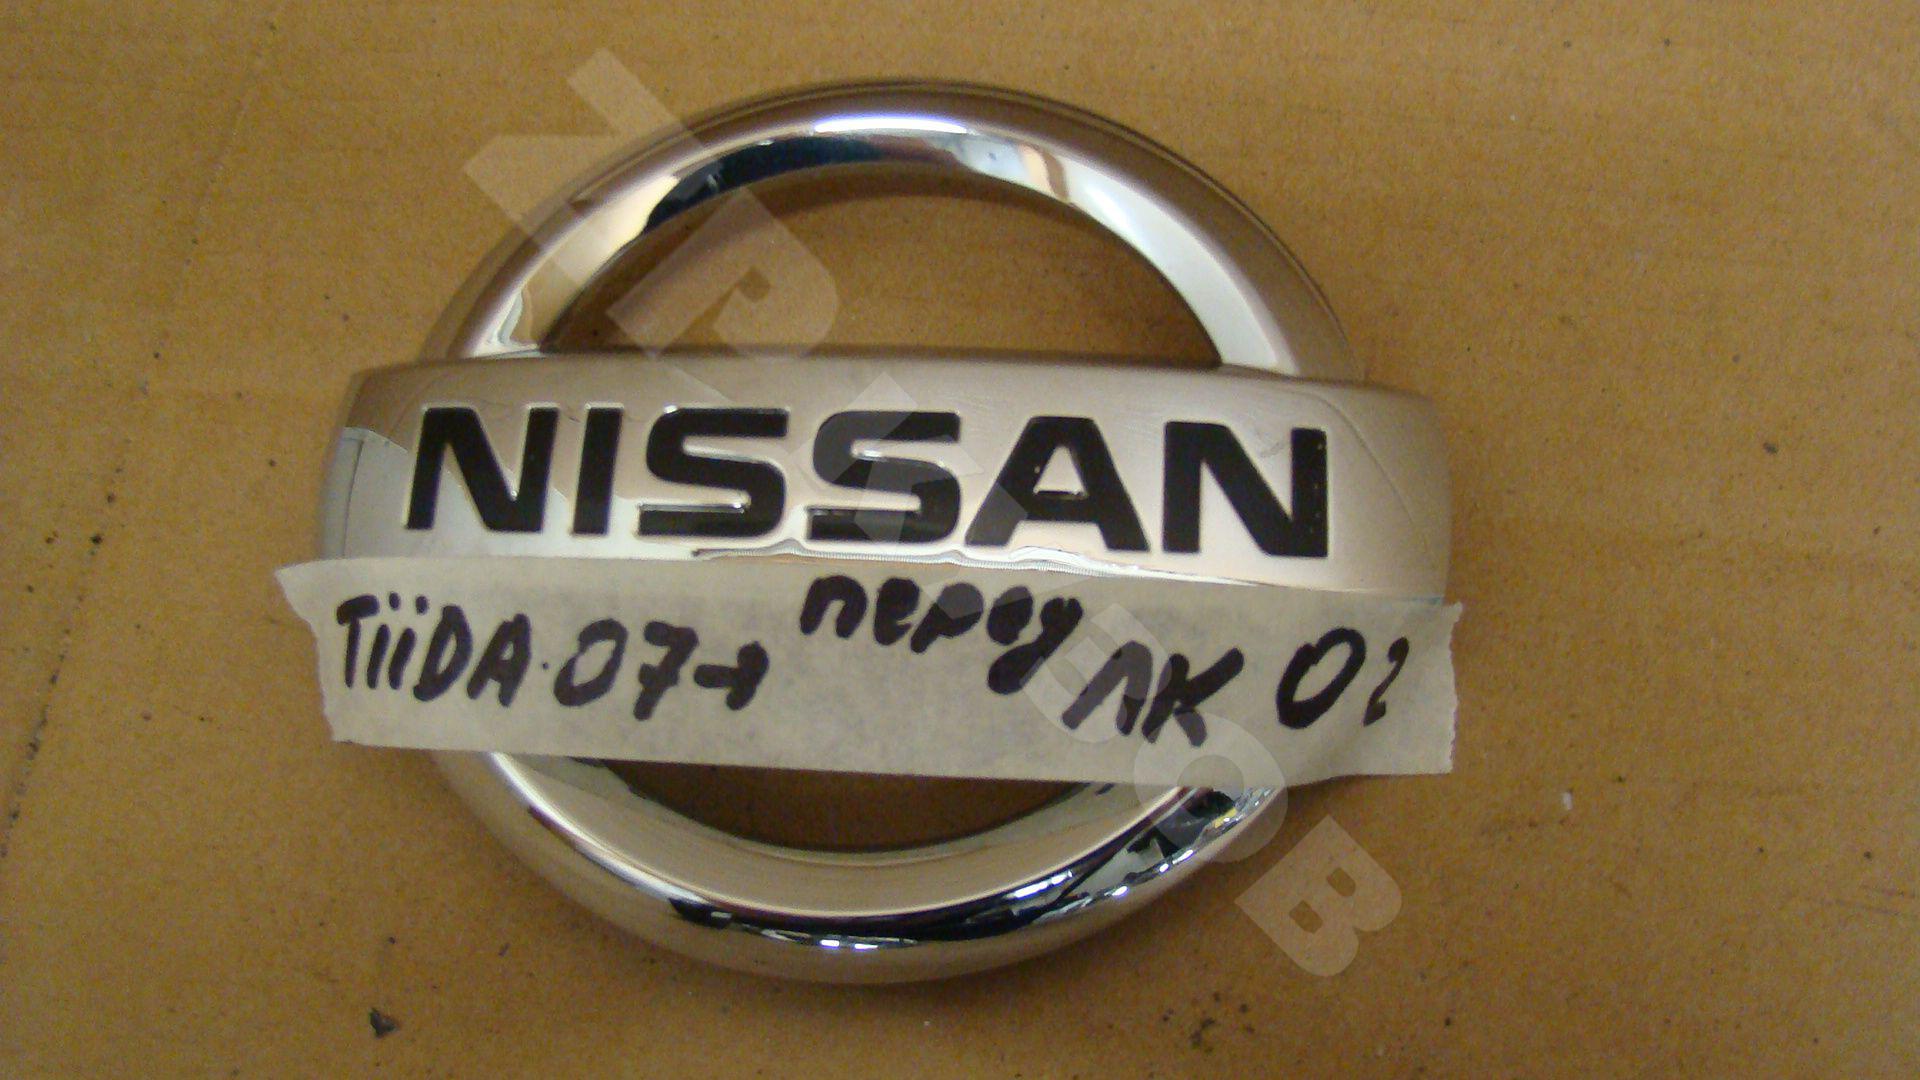 NISSAN
TiiDA·07→ перед ЛК 02